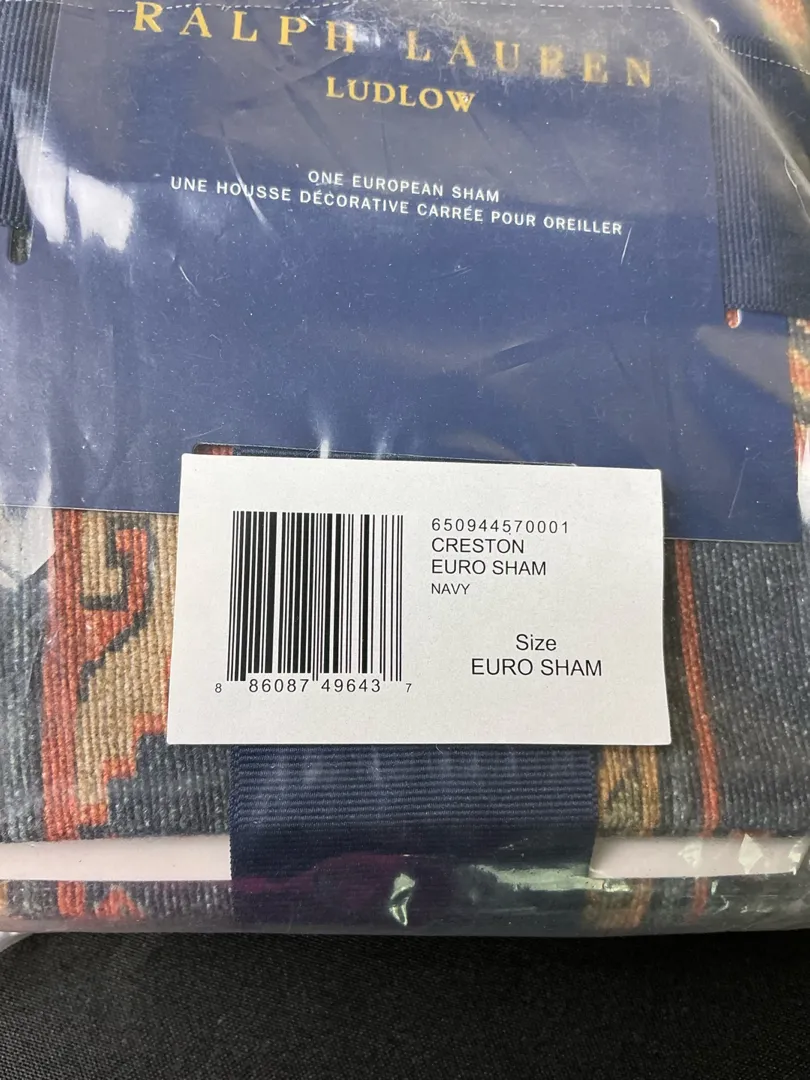 RALPH LAUREN
LUDLOW
ONE EUROPEAN SHAM
UNE HOUSSE DÉCORATIVE CARRÉE POUR OREILLER
650944570001
CRESTON
EURO SHAM
NAVY
Size
EURO SHAM
8 86087 49643 7